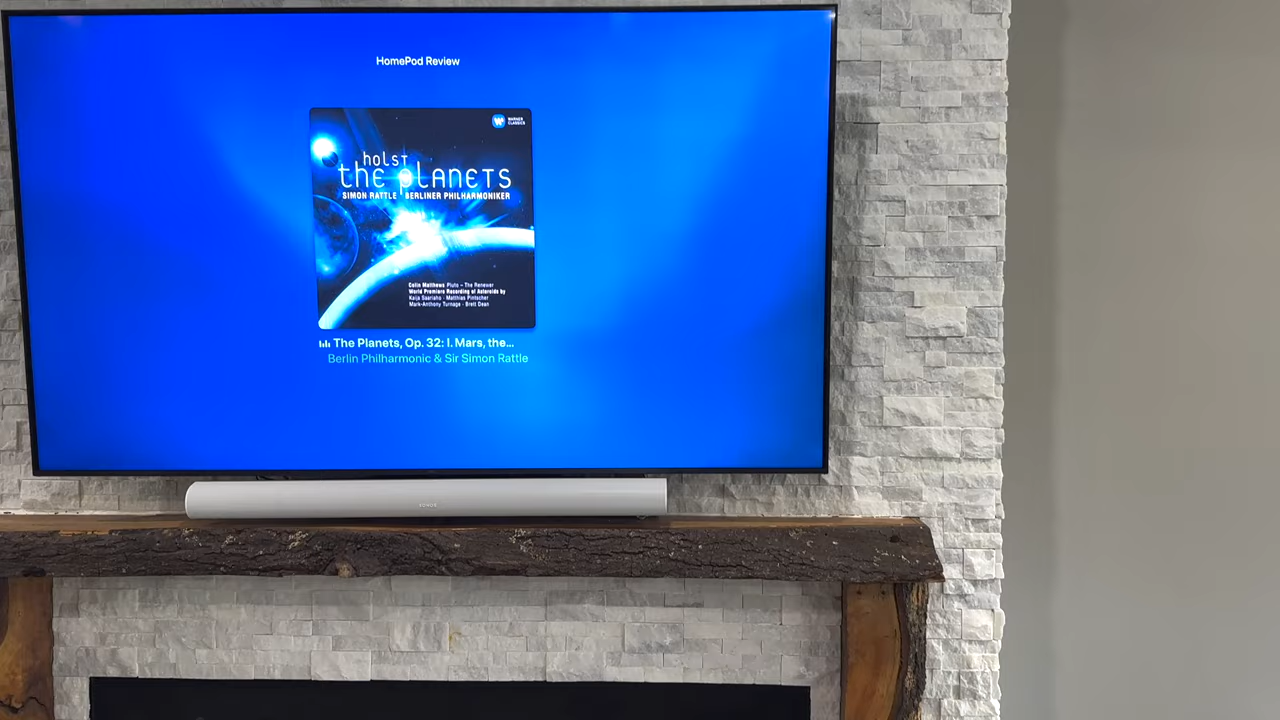 HomePod Review
WARNER
CLASSICS
holst
the planets
SIMON RATTLE BERLINER PHILHARMONIKER
Colin Matthews Pluto – The Renewer
World Premiere Recording of Asteroids by
Kaija Saariaho · Matthias Pintscher
Mark-Anthony Turnage · Brett Dean
The Planets, Op. 32: I. Mars, the...
Berlin Philharmonic & Sir Simon Rattle
SONOS